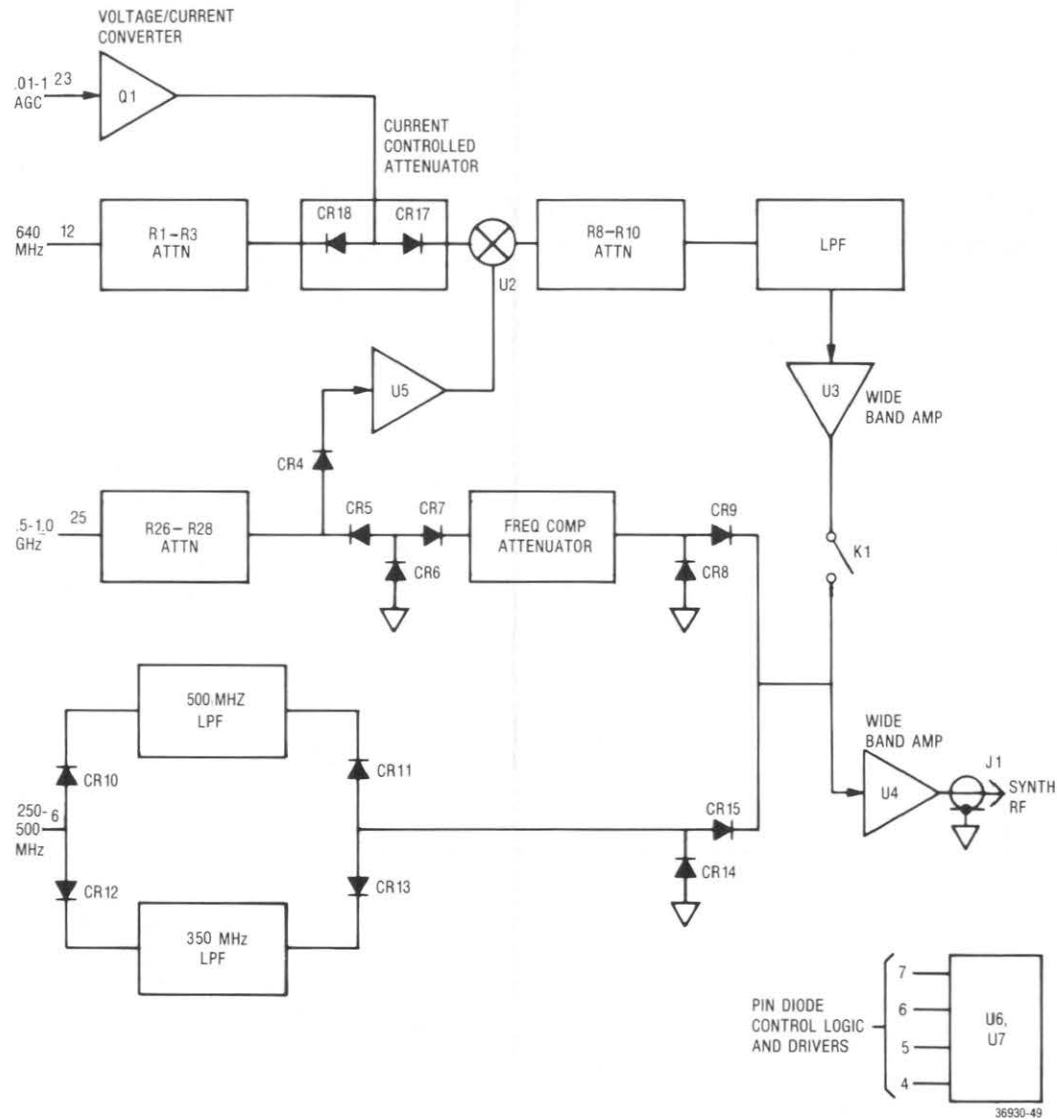 VOLTAGE/CURRENT
CONVERTER
.01-1 23
AGC
Q1
CURRENT
CONTROLLED
ATTENUATOR
640 12
MHz
R1-R3
ATTN
CR18
CR17
U2
R8-R10
ATTN
LPF
U5
U3
WIDE
BAND AMP
CR4
.5-1.0 25
GHz
R26-R28
ATTN
CR5
CR7
CR6
FREQ COMP
ATTENUATOR
CR9
CR8
K1
500 MHZ
LPF
CR10
CR11
250- 6
500
MHz
CR12
CR13
350 MHz
LPF
CR15
CR14
WIDE
BAND AMP
U4
J1
SYNTH
RF
PIN DIODE
CONTROL LOGIC
AND DRIVERS
7
6
5
4
U6,
U7
36930-49